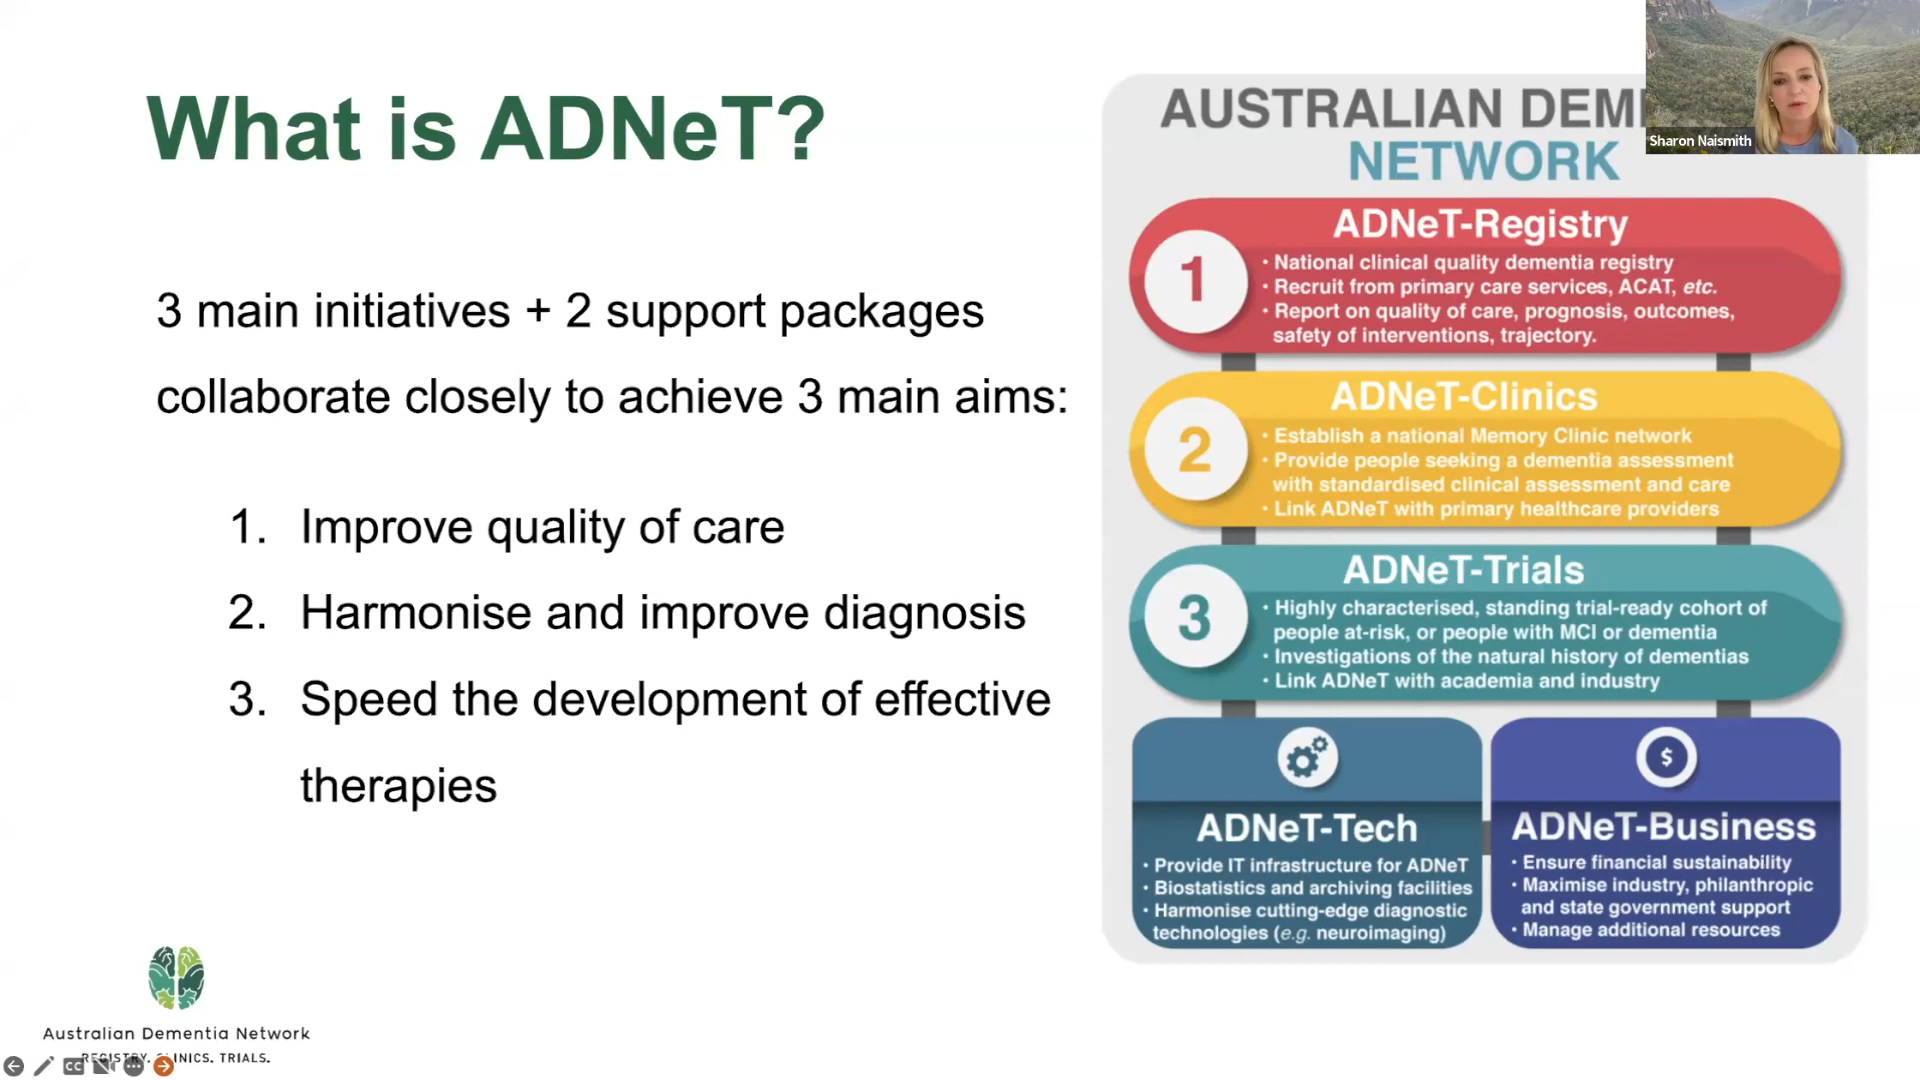 What is ADNeT?
3 main initiatives + 2 support packages
collaborate closely to achieve 3 main aims:
1. Improve quality of care
2. Harmonise and improve diagnosis
3. Speed the development of effective
therapies
Australian Dementia Network
REGISTRY. CLINICS. TRIALS.
CC
AUSTRALIAN DEM
NETWORK
Sharon Naismith
1
ADNeT-Registry
• National clinical quality dementia registry
• Recruit from primary care services, ACAT, etc.
• Report on quality of care, prognosis, outcomes,
safety of interventions, trajectory.
2
ADNeT-Clinics
• Establish a national Memory Clinic network
• Provide people seeking a dementia assessment
with standardised clinical assessment and care
• Link ADNeT with primary healthcare providers
3
ADNeT-Trials
• Highly characterised, standing trial-ready cohort of
people at-risk, or people with MCI or dementia
• Investigations of the natural history of dementias
• Link ADNeT with academia and industry
ADNeT-Tech
• Provide IT infrastructure for ADNeT
• Biostatistics and archiving facilities
• Harmonise cutting-edge diagnostic
technologies (e.g. neuroimaging)
$
ADNeT-Business
• Ensure financial sustainability
• Maximise industry, philanthropic
and state government support
• Manage additional resources